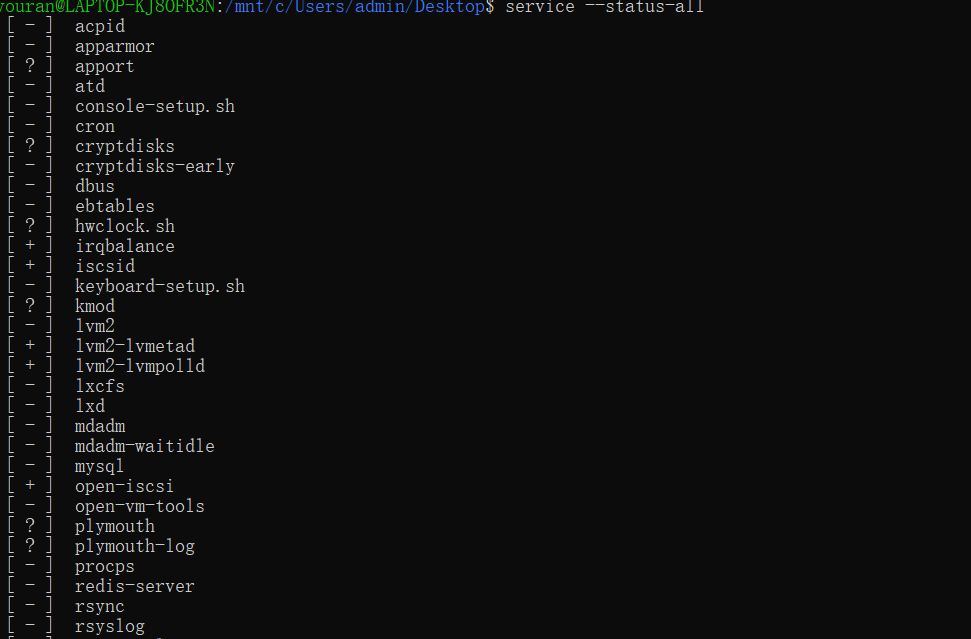 youran@LAPTOP-KJ8OFR3N:/mnt/c/Users/admin/Desktop$ service --status-all
[ - ]  acpid
[ - ]  apparmor
[ ? ]  apport
[ - ]  atd
[ - ]  console-setup.sh
[ - ]  cron
[ ? ]  cryptdisks
[ - ]  cryptdisks-early
[ - ]  dbus
[ - ]  ebtables
[ ? ]  hwclock.sh
[ + ]  irqbalance
[ + ]  iscsid
[ - ]  keyboard-setup.sh
[ ? ]  kmod
[ - ]  lvm2
[ + ]  lvm2-lvmetad
[ + ]  lvm2-lvmpolld
[ - ]  lxcfs
[ - ]  lxd
[ - ]  mdadm
[ - ]  mdadm-waitidle
[ - ]  mysql
[ + ]  open-iscsi
[ - ]  open-vm-tools
[ ? ]  plymouth
[ ? ]  plymouth-log
[ - ]  procps
[ - ]  redis-server
[ - ]  rsync
[ - ]  rsyslog